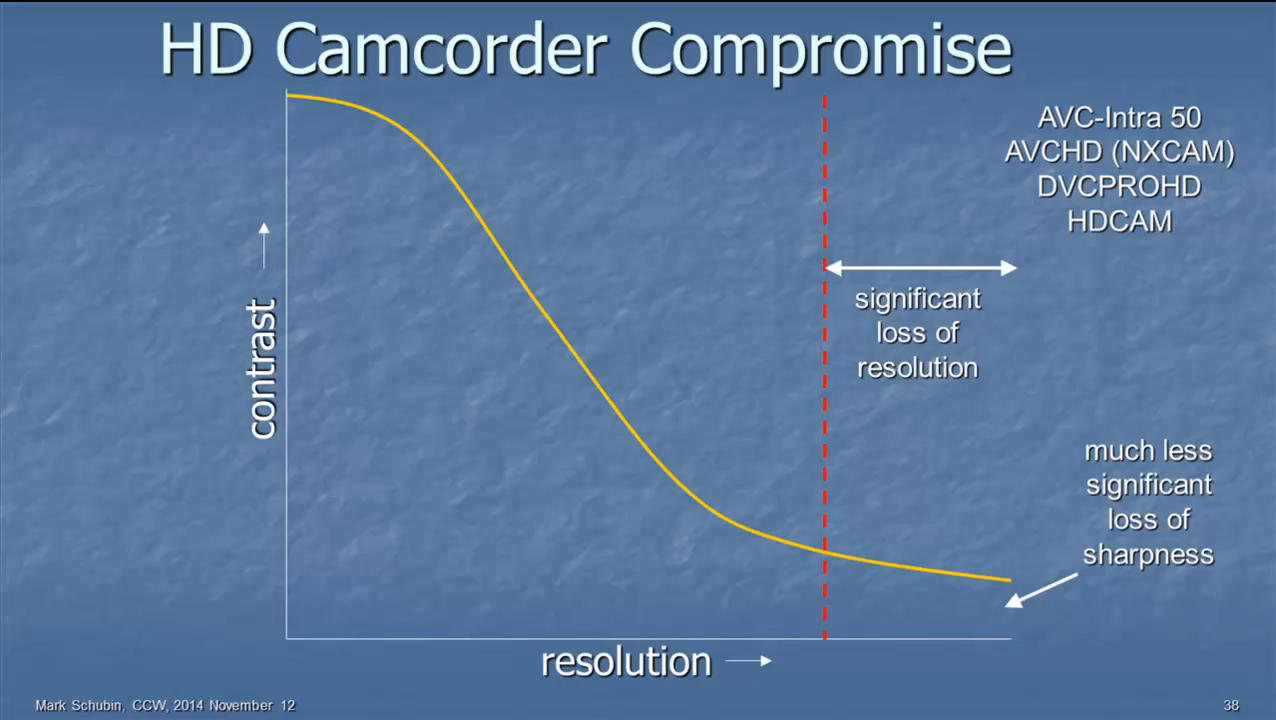 HD Camcorder Compromise
AVC-Intra 50
AVCHD (NXCAM)
DVCPROHD
HDCAM
significant
loss of
resolution
contrast
much less
significant
loss of
sharpness
resolution
Mark Schubin, CCW, 2014 November 12
38